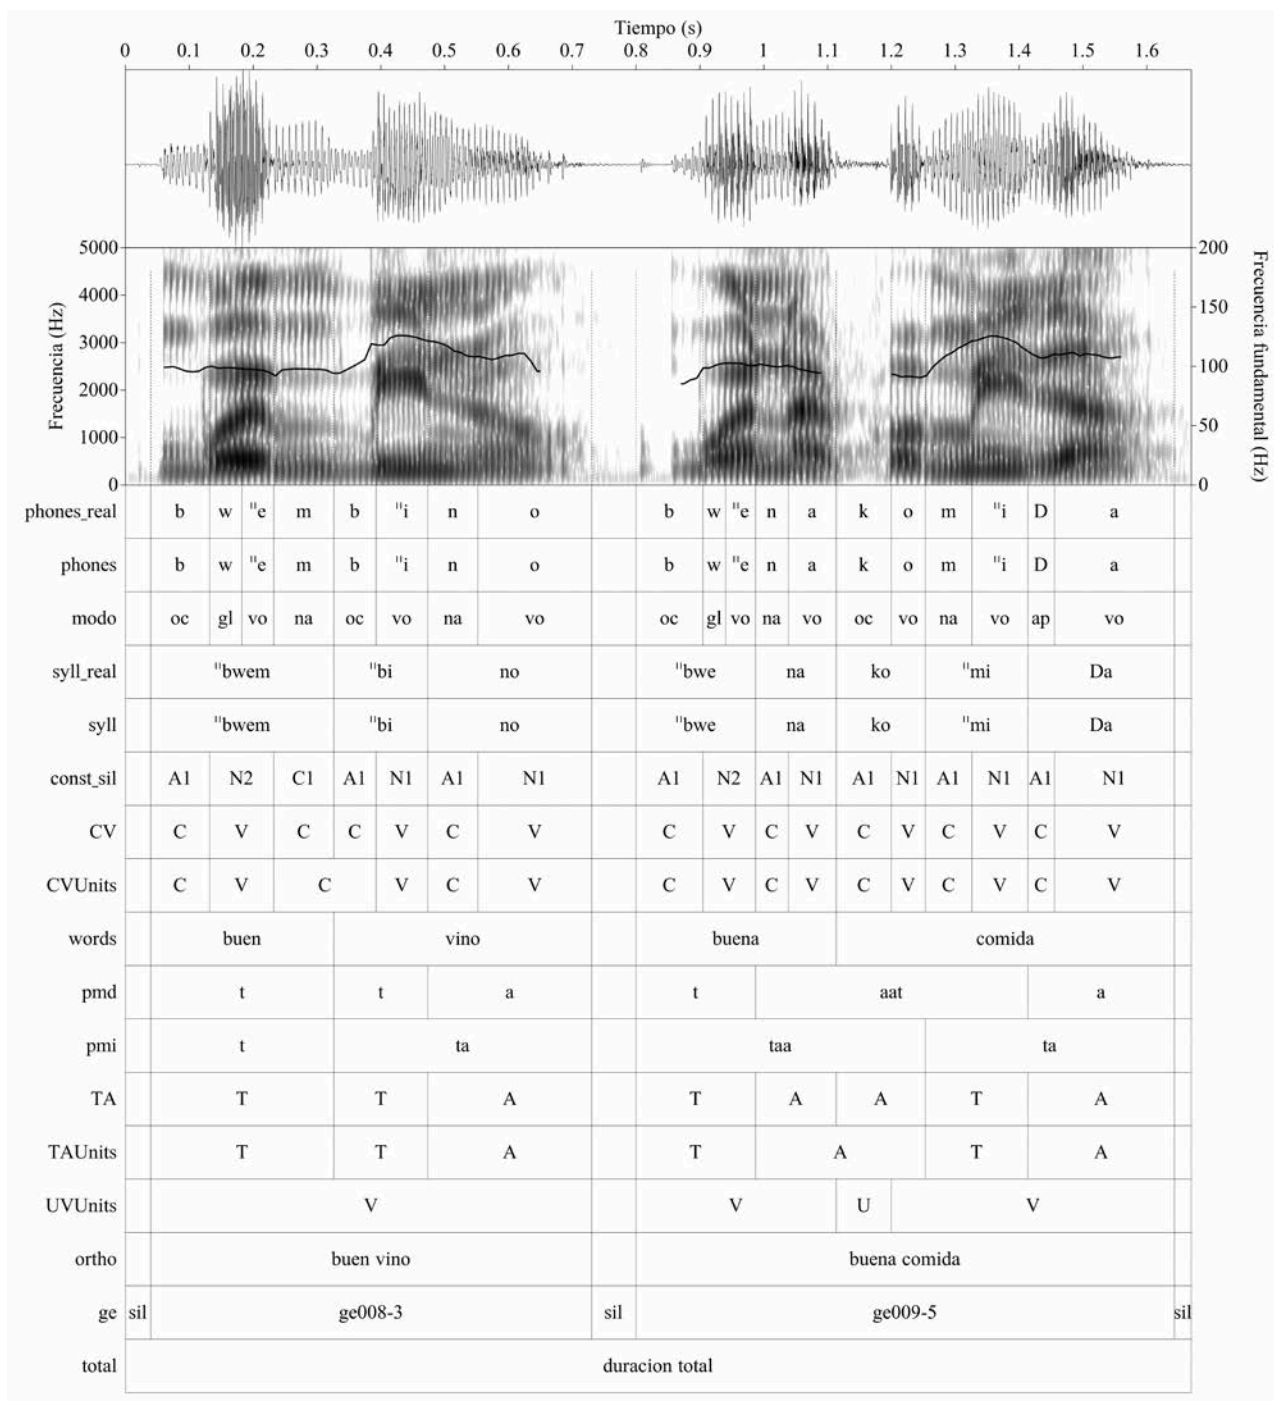 Tiempo (s)
0 0.1 0.2 0.3 0.4 0.5 0.6 0.7 0.8 0.9 1 1.1 1.2 1.3 1.4 1.5 1.6
5000 200
4000 150
3000
100
2000
1000 50
0 0
Frecuencia (Hz)
Frecuencia fundamental (Hz)
phones_real b w "e m b "i n o b w "e n a k o m "i D a
phones b w "e m b "i n o b w "e n a k o m "i D a
modo oc gl vo na oc vo na vo oc gl vo na vo oc vo na vo ap vo
syll_real "bwem "bi no "bwe na ko "mi Da
syll "bwem "bi no "bwe na ko "mi Da
const_sil A1 N2 C1 A1 N1 A1 N1 A1 N2 A1 N1 A1 N1 A1 N1 A1 N1
CV C V C C V C V C V C V C V C V C V
CVUnits C V C V C V C V C V C V C V C V
words buen vino buena comida
pmd t t a t aat a
pmi t ta taa ta
TA T T A T A A T A
TAUnits T T A T A T A
UVUnits V V U V
ortho buen vino buena comida
ge sil ge008-3 sil ge009-5 sil
total duracion total